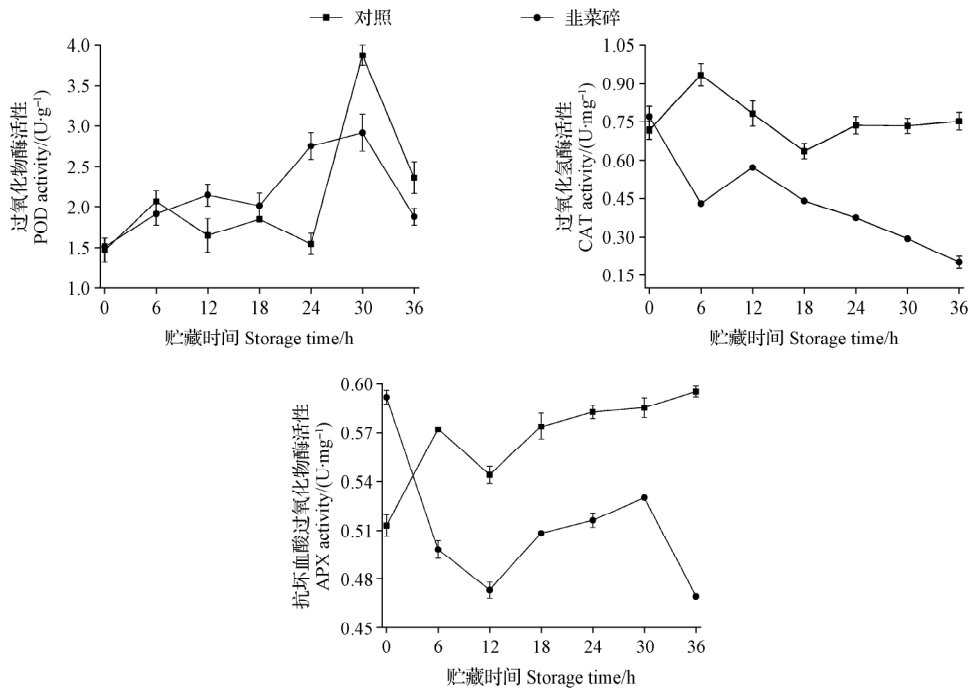 对照
韭菜碎
过氧化物酶活性
POD activity/(U·g⁻¹)
4.0
3.5
3.0
2.5
2.0
1.5
1.0
0 6 12 18 24 30 36
贮藏时间 Storage time/h
过氧化氢酶活性
CAT activity/(U·mg⁻¹)
1.05
0.90
0.75
0.60
0.45
0.30
0.15
0 6 12 18 24 30 36
贮藏时间 Storage time/h
抗坏血酸过氧化物酶活性
APX activity/(U·mg⁻¹)
0.60
0.57
0.54
0.51
0.48
0.45
0 6 12 18 24 30 36
贮藏时间 Storage time/h